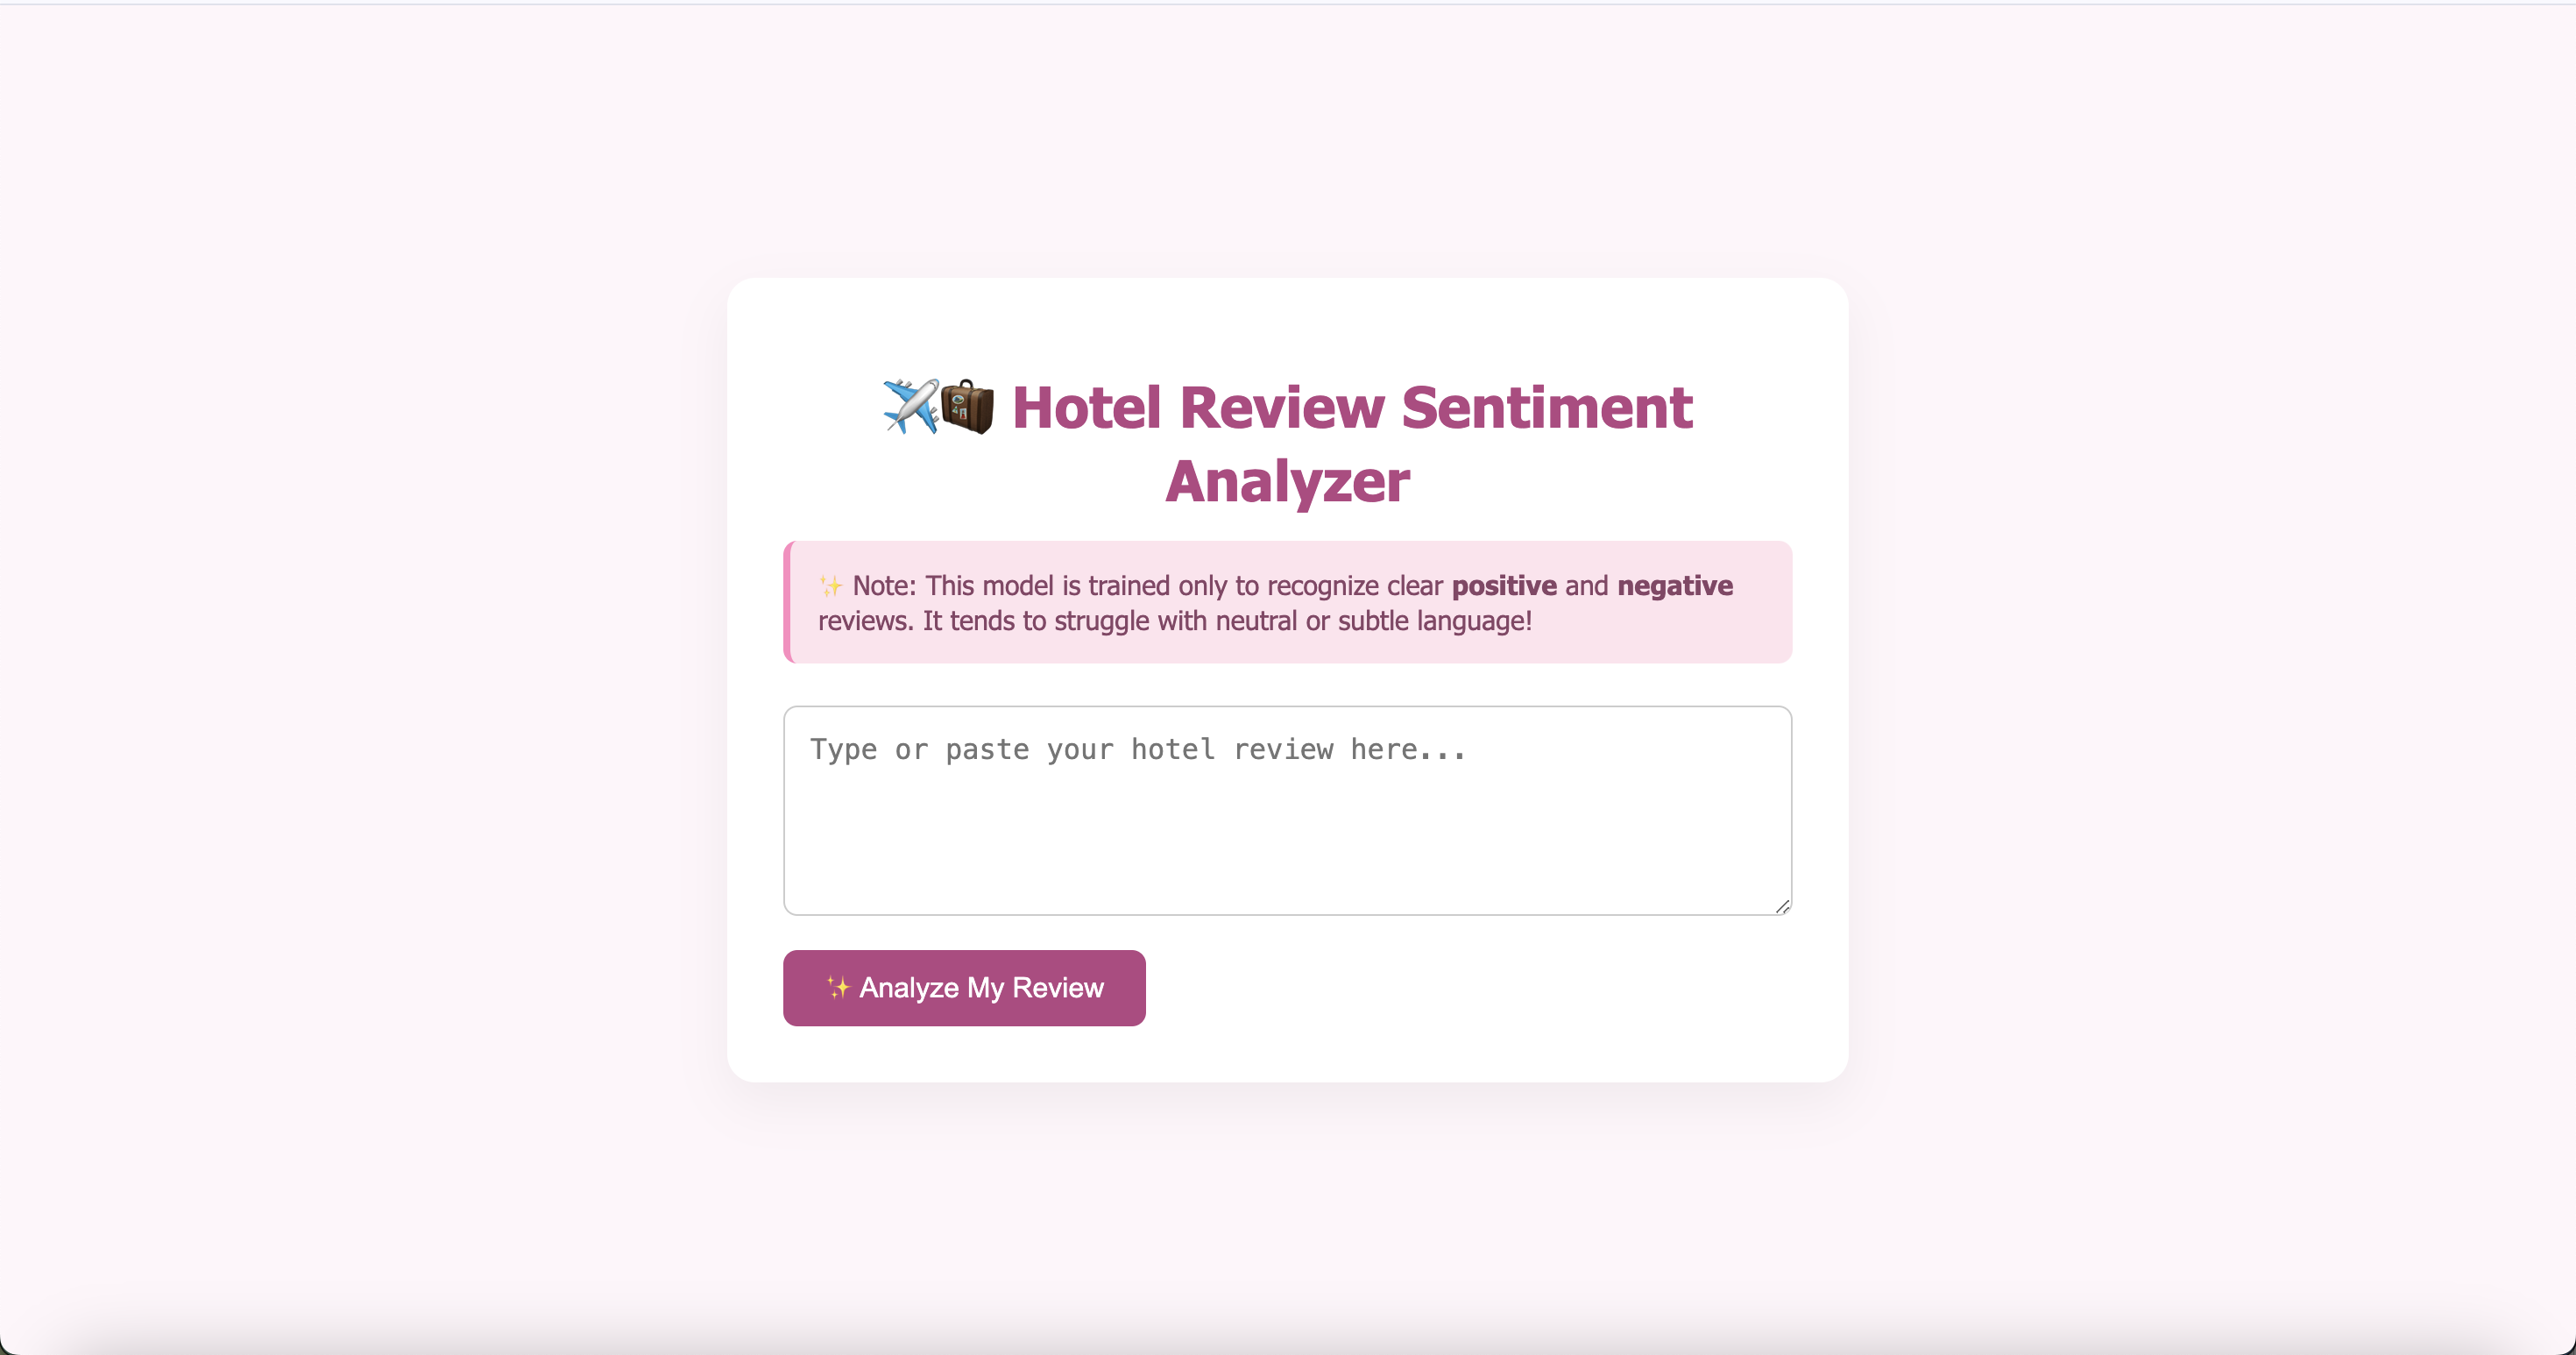 ✈️🧳 Hotel Review Sentiment
Analyzer
✨ Note: This model is trained only to recognize clear positive and negative
reviews. It tends to struggle with neutral or subtle language!
Type or paste your hotel review here...
✨ Analyze My Review